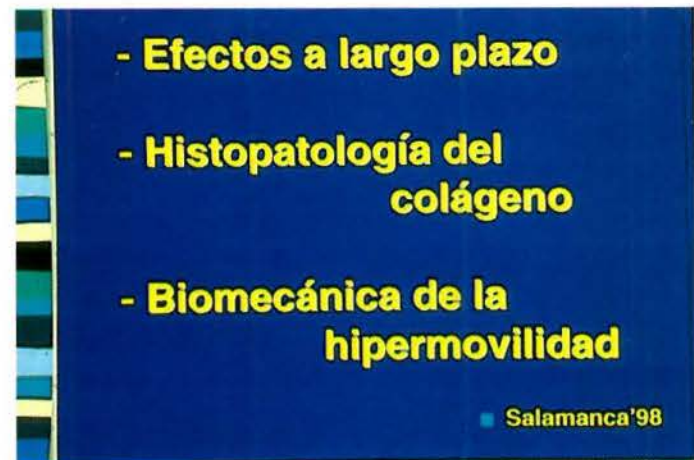 - Efectos a largo plazo
- Histopatología del
colágeno
- Biomecánica de la
hipermovilidad
Salamanca'98